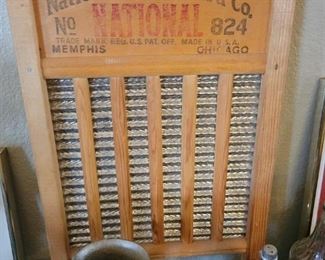 Co.
No NATIONAL 824
TRADE MARK REG. U.S. PAT. OFF. MADE IN U.S.A.
MEMPHIS CHICAGO